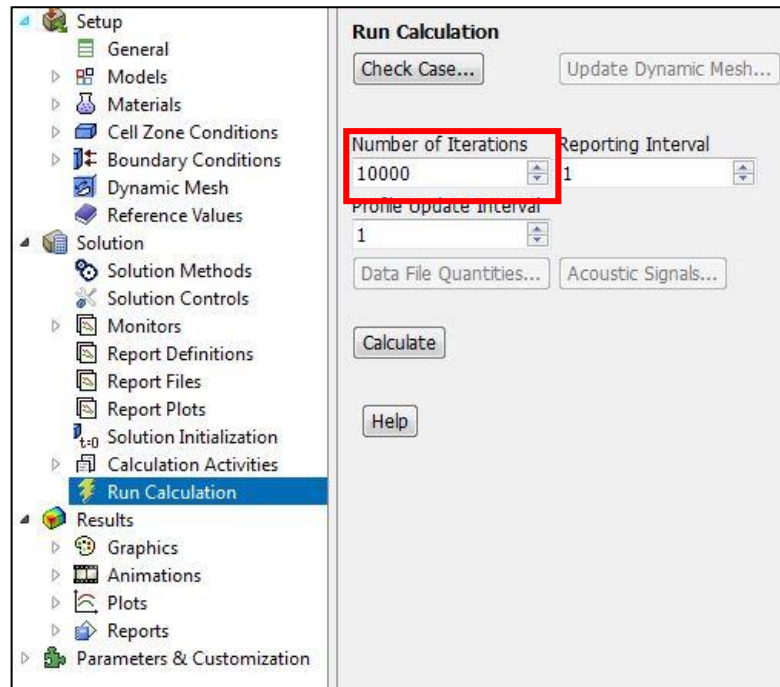 Setup
General
Models
Materials
Cell Zone Conditions
Boundary Conditions
Dynamic Mesh
Reference Values
Solution
Solution Methods
Solution Controls
Monitors
Report Definitions
Report Files
Report Plots
t=0 Solution Initialization
Calculation Activities
Run Calculation
Results
Graphics
Animations
Plots
Reports
Parameters & Customization
Run Calculation
Check Case... Update Dynamic Mesh...
Number of Iterations Reporting Interval
10000 1
Profile Update Interval
1
Data File Quantities... Acoustic Signals...
Calculate
Help